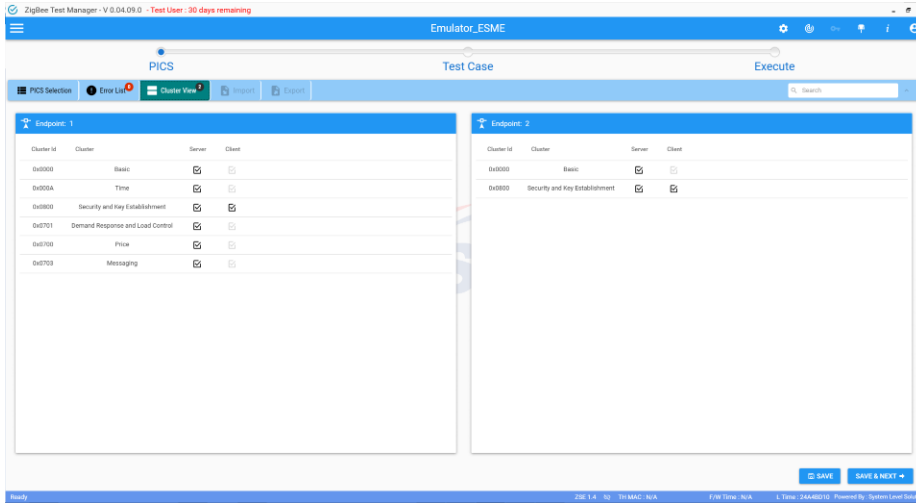 ZigBee Test Manager - V 0.04.09.0 - Test User : 30 days remaining
Emulator_ESME
PICS Test Case Execute
PICS Selection Error List Cluster View 2 Import Export Search
Endpoint: 1
Cluster Id Cluster Server Client
0x0000 Basic
0x000A Time
0x0800 Security and Key Establishment
0x0701 Demand Response and Load Control
0x0700 Price
0x0703 Messaging
Endpoint: 2
Cluster Id Cluster Server Client
0x0000 Basic
0x0800 Security and Key Establishment
SAVE SAVE & NEXT
Ready ZSE 1.4 TH MAC : N/A F/W Time : N/A L Time : 24A4BD10 Powered By : System Level Solu